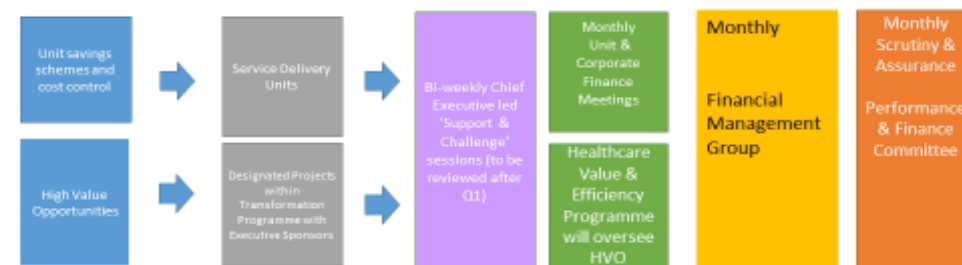 Unit savings
schemes and
cost control
Service Delivery
Units
High Value
Opportunities
Designated Projects
within
Transformation
Programme with
Executive Sponsors
Bi-weekly Chief
Executive led
'Support &
Challenge'
sessions (to be
reviewed after
Q1)
Monthly
Unit &
Corporate
Finance
Meetings
Healthcare
Value &
Efficiency
Programme
will oversee
HVO
Monthly
Financial
Management
Group
Monthly
Scrutiny &
Assurance
Performance
& Finance
Committee